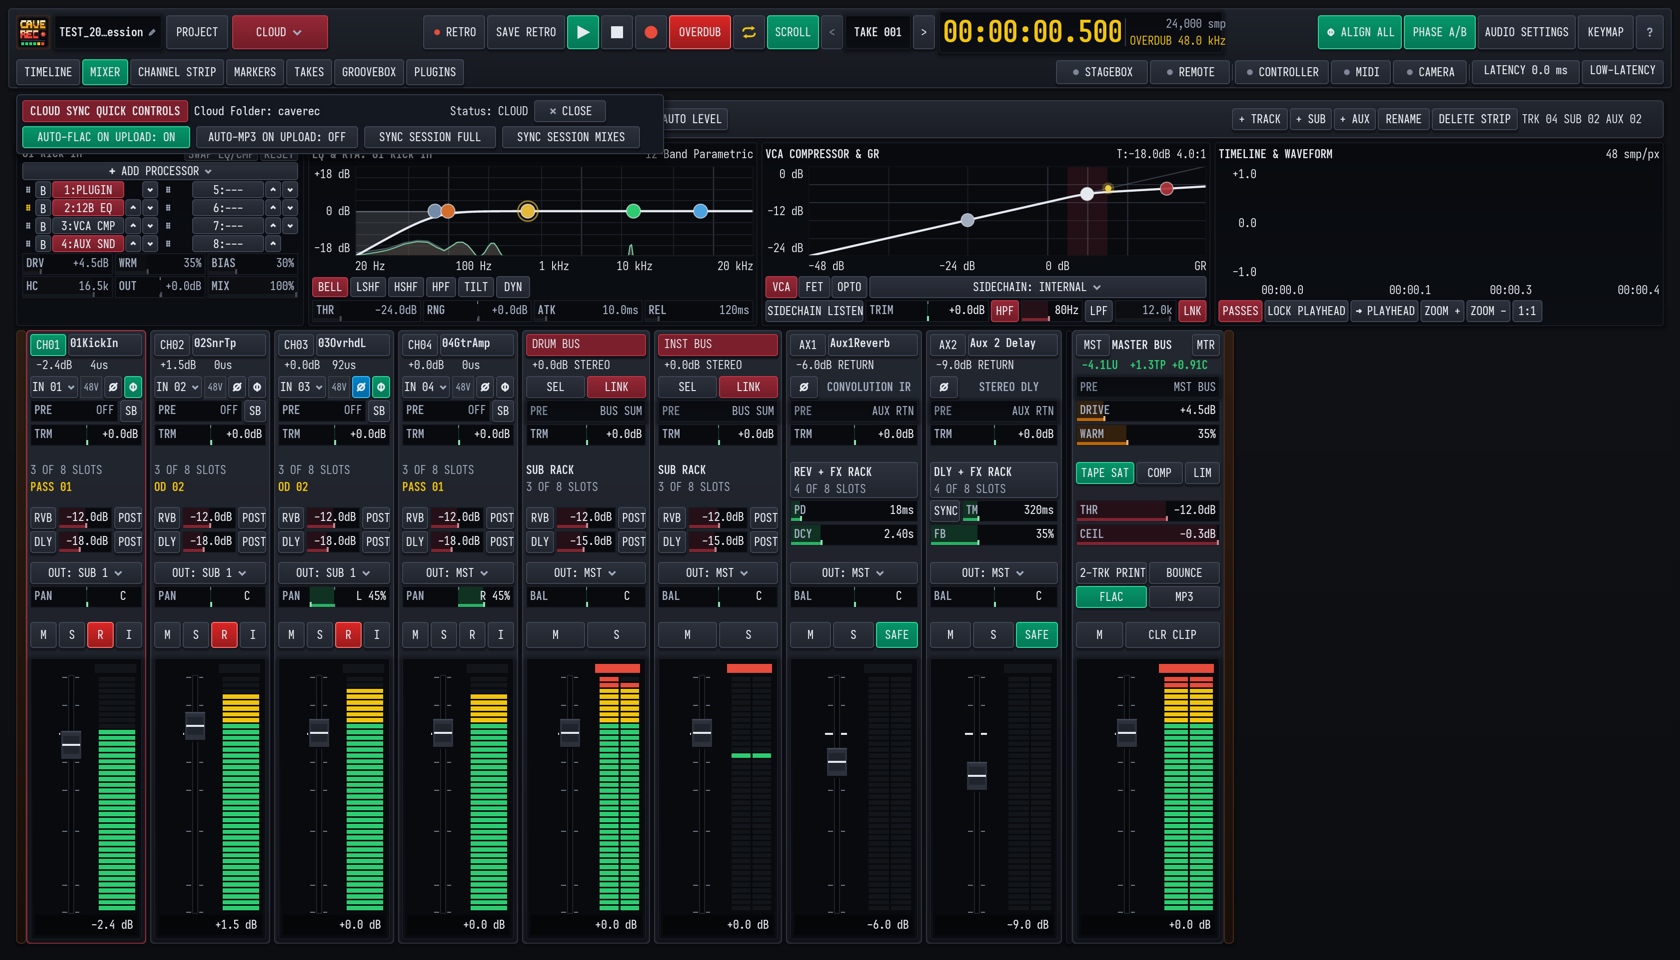 CAVE REC
TEST_20…ession
PROJECT
CLOUD
RETRO
SAVE RETRO
OVERDUB
SCROLL
<
TAKE 001
>
00:00:00.500
24,000 smp
OVERDUB 48.0 kHz
Φ ALIGN ALL
PHASE A/B
AUDIO SETTINGS
KEYMAP
?
TIMELINE
MIXER
CHANNEL STRIP
MARKERS
TAKES
GROOVEBOX
PLUGINS
STAGEBOX
REMOTE
CONTROLLER
MIDI
CAMERA
LATENCY 0.0 ms
LOW-LATENCY
CLOUD SYNC QUICK CONTROLS
Cloud Folder: caverec
Status: CLOUD
× CLOSE
AUTO-FLAC ON UPLOAD: ON
AUTO-MP3 ON UPLOAD: OFF
SYNC SESSION FULL
SYNC SESSION MIXES
AUTO LEVEL
+ TRACK
+ SUB
+ AUX
RENAME
DELETE STRIP
TRK 04 SUB 02 AUX 02
01 KICK IN
SWAP EQ/CMP
RESET
+ ADD PROCESSOR
B 1:PLUGIN 5:---
B 2:12B EQ 6:---
B 3:VCA CMP 7:---
B 4:AUX SND 8:---
DRV +4.5dB WRM 35% BIAS 30%
HC 16.5k OUT +0.0dB MIX 100%
EQ & RTA: 01 KICK IN
12 Band Parametric
+18 dB
0 dB
-18 dB
20 Hz 100 Hz 1 kHz 10 kHz 20 kHz
BELL LSHF HSHF HPF TILT DYN
THR -24.0dB RNG +0.0dB ATK 10.0ms REL 120ms
VCA COMPRESSOR & GR
T:-18.0dB 4.0:1
0 dB
-12 dB
-24 dB
-48 dB -24 dB 0 dB GR
VCA FET OPTO SIDECHAIN: INTERNAL
SIDECHAIN LISTEN TRIM +0.0dB HPF 80Hz LPF 12.0k LNK
TIMELINE & WAVEFORM
48 smp/px
+1.0
0.0
-1.0
00:00.0 00:00.1 00:00.3 00:00.4
PASSES LOCK PLAYHEAD ➔ PLAYHEAD ZOOM + ZOOM − 1:1
CH01 01KickIn
-2.4dB 4us
IN 01 48V Ø Φ
PRE OFF SB
TRM +0.0dB
3 OF 8 SLOTS
PASS 01
RVB -12.0dB POST
DLY -18.0dB POST
OUT: SUB 1
PAN C
M S R I
-2.4 dB
CH02 02SnrTp
+1.5dB 0us
IN 02 48V Ø Φ
PRE OFF SB
TRM +0.0dB
3 OF 8 SLOTS
OD 02
RVB -12.0dB POST
DLY -18.0dB POST
OUT: SUB 1
PAN C
M S R I
+1.5 dB
CH03 03OvrhdL
+0.0dB 92us
IN 03 48V Ø Φ
PRE OFF SB
TRM +0.0dB
3 OF 8 SLOTS
OD 02
RVB -12.0dB POST
DLY -18.0dB POST
OUT: SUB 1
PAN L 45%
M S R I
+0.0 dB
CH04 04GtrAmp
+0.0dB 0us
IN 04 48V Ø Φ
PRE OFF SB
TRM +0.0dB
3 OF 8 SLOTS
PASS 01
RVB -12.0dB POST
DLY -18.0dB POST
OUT: MST
PAN R 45%
M S R I
+0.0 dB
DRUM BUS
+0.0dB STEREO
SEL LINK
PRE BUS SUM
TRM +0.0dB
SUB RACK
3 OF 8 SLOTS
RVB -12.0dB POST
DLY -15.0dB POST
OUT: MST
BAL C
M S
+0.0 dB
INST BUS
+0.0dB STEREO
SEL LINK
PRE BUS SUM
TRM +0.0dB
SUB RACK
3 OF 8 SLOTS
RVB -12.0dB POST
DLY -15.0dB POST
OUT: MST
BAL C
M S
+0.0 dB
AX1 Aux1Reverb
-6.0dB RETURN
Ø CONVOLUTION IR
PRE AUX RTN
TRM +0.0dB
REV + FX RACK
4 OF 8 SLOTS
PD 18ms
DCY 2.40s
OUT: MST
BAL C
M S SAFE
-6.0 dB
AX2 Aux 2 Delay
-9.0dB RETURN
Ø STEREO DLY
PRE AUX RTN
TRM +0.0dB
DLY + FX RACK
4 OF 8 SLOTS
SYNC TM 320ms
FB 35%
OUT: MST
BAL C
M S SAFE
-9.0 dB
MST MASTER BUS MTR
-4.1LU +1.3TP +0.91C
PRE MST BUS
DRIVE +4.5dB
WARM 35%
TAPE SAT COMP LIM
THR -12.0dB
CEIL -0.3dB
2-TRK PRINT BOUNCE
FLAC MP3
M CLR CLIP
+0.0 dB